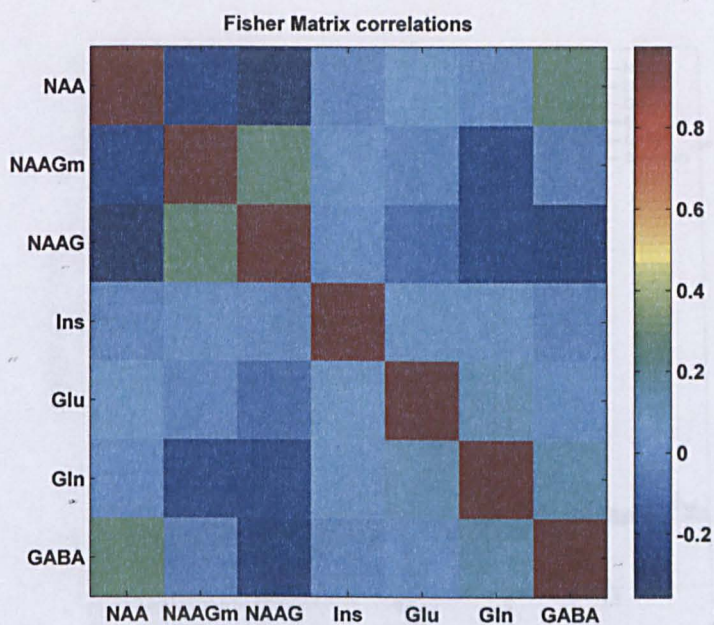 Fisher Matrix correlations
NAA
NAAGm
NAAG
Ins
Glu
Gln
GABA
NAA NAAGm NAAG Ins Glu Gln GABA
0.8
0.6
0.4
0.2
0
-0.2